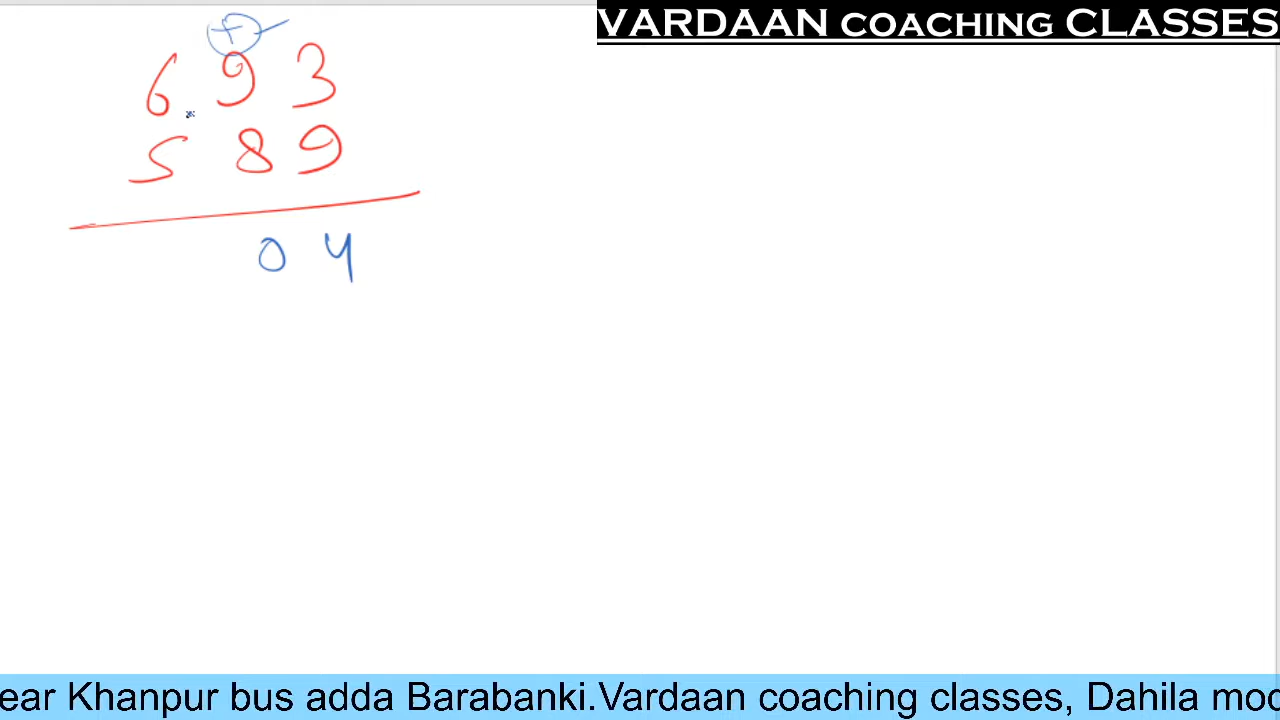 VARDAAN COACHING CLASSES
6 9 3
5 8 9
0 4
ear Khanpur bus adda Barabanki.Vardaan coaching classes, Dahila mod